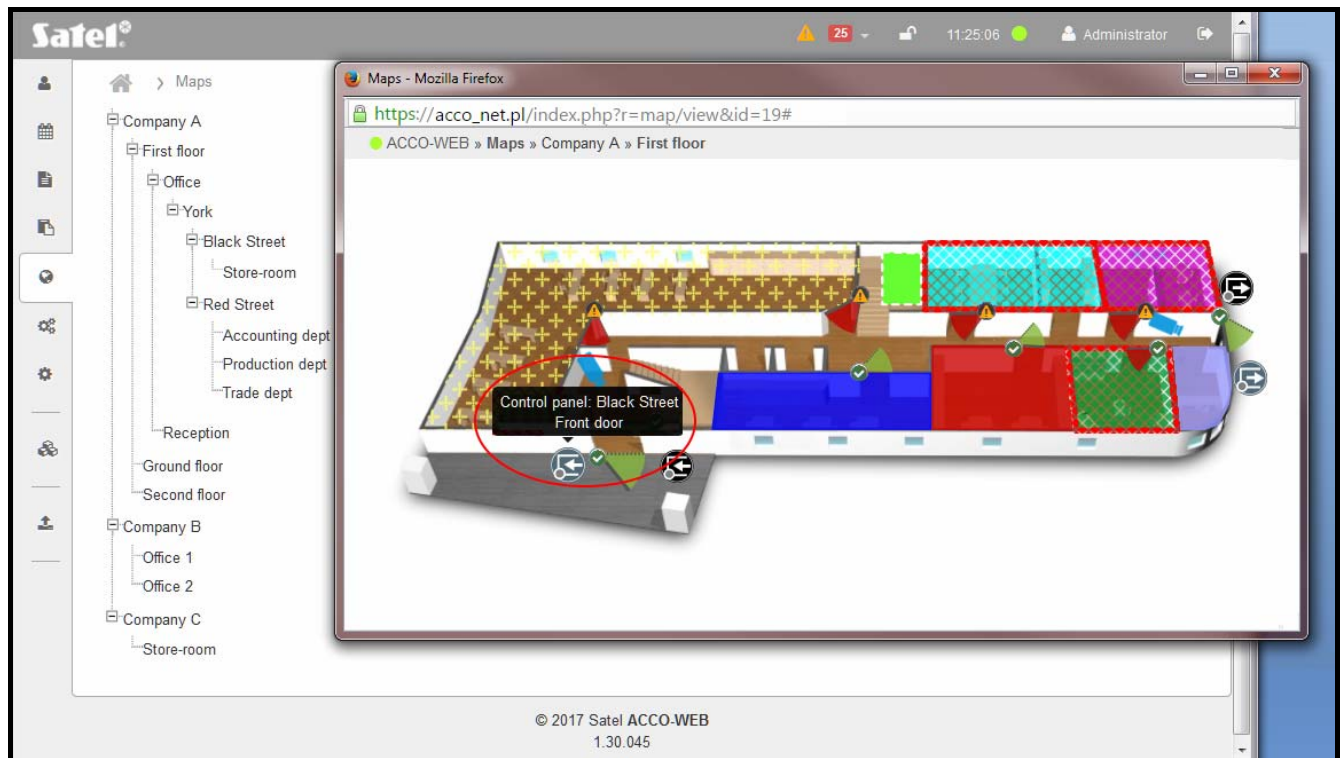 Satel®
25
11:25:06
Administrator
Maps
Company A
First floor
Office
York
Black Street
Store-room
Red Street
Accounting dept
Production dept
Trade dept
Reception
Ground floor
Second floor
Company B
Office 1
Office 2
Company C
Store-room
Maps - Mozilla Firefox
https://acco_net.pl/index.php?r=map/view&id=19#
ACCO-WEB » Maps » Company A » First floor
Control panel: Black Street
Front door
© 2017 Satel ACCO-WEB
1.30.045